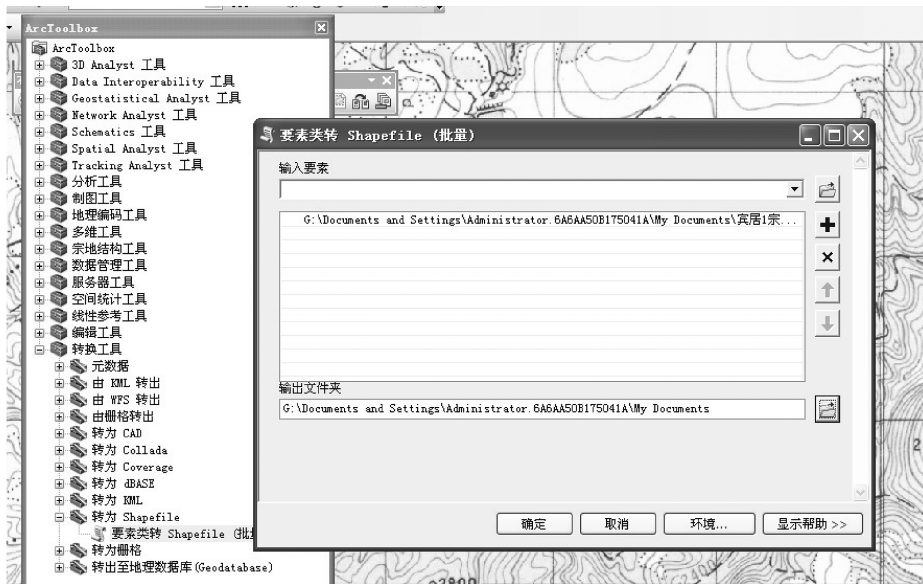 ArcToolbox
ArcToolbox
3D Analyst 工具
Data Interoperability 工具
Geostatistical Analyst 工具
Network Analyst 工具
Schematics 工具
Spatial Analyst 工具
Tracking Analyst 工具
分析工具
制图工具
地理编码工具
多维工具
宗地结构工具
数据管理工具
服务器工具
空间统计工具
线性参考工具
编辑工具
转换工具
元数据
由 KML 转出
由 WFS 转出
由栅格转出
转为 CAD
转为 Collada
转为 Coverage
转为 dBASE
转为 KML
转为 Shapefile
要素类转 Shapefile (批
转为栅格
转出至地理数据库(Geodatabase)
要素类转 Shapefile (批量)
输入要素
G:\Documents and Settings\Administrator.6A6AA50B175041A\My Documents\宾居1宗...
输出文件夹
G:\Documents and Settings\Administrator.6A6AA50B175041A\My Documents
确定
取消
环境...
显示帮助 >>
2800
2